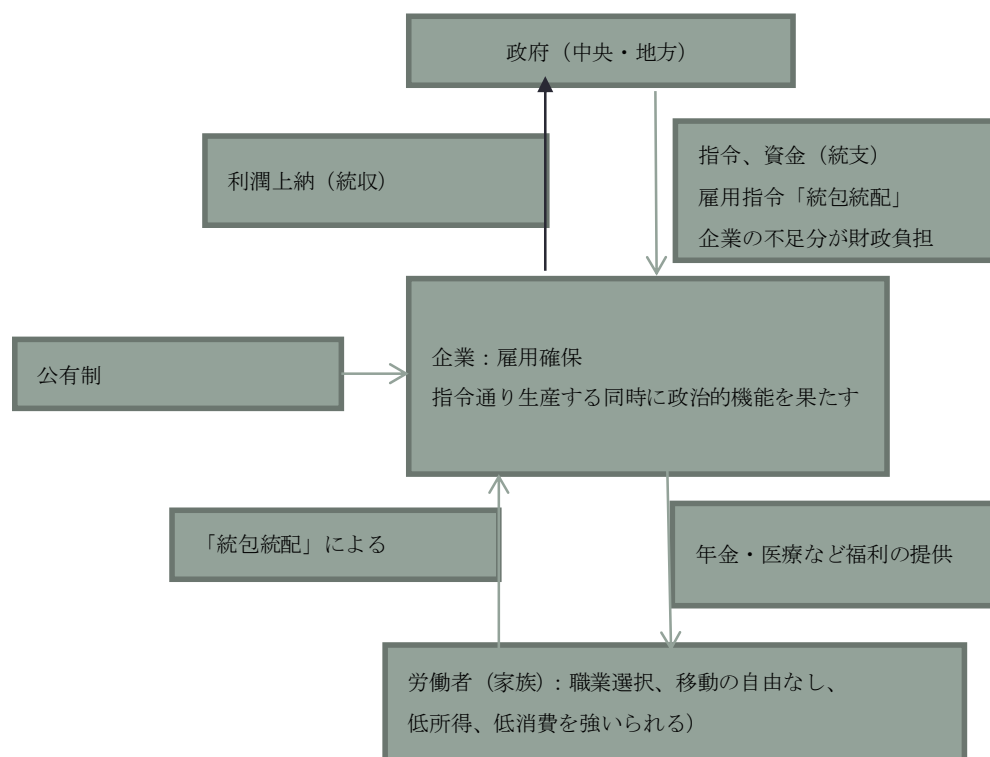 政府（中央・地方）
利潤上納（統収）
指令、資金（統支）
雇用指令「統包統配」
企業の不足分が財政負担
公有制
企業：雇用確保
指令通り生産する同時に政治的機能を果たす
「統包統配」による
年金・医療など福利の提供
労働者（家族）：職業選択、移動の自由なし、
低所得、低消費を強いられる）